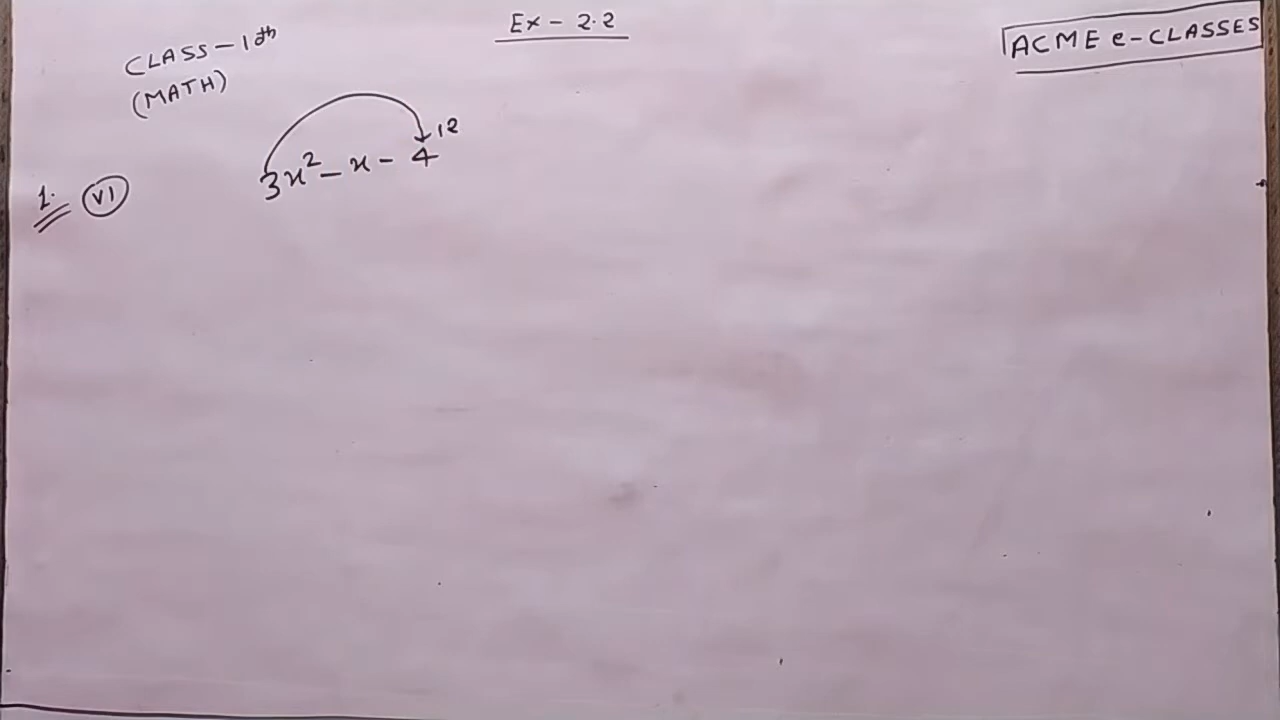 Ex - 2.2
ACME e-CLASSES
CLASS - 10th
(MATH)
1. (VI) 3x² - x - 4 12